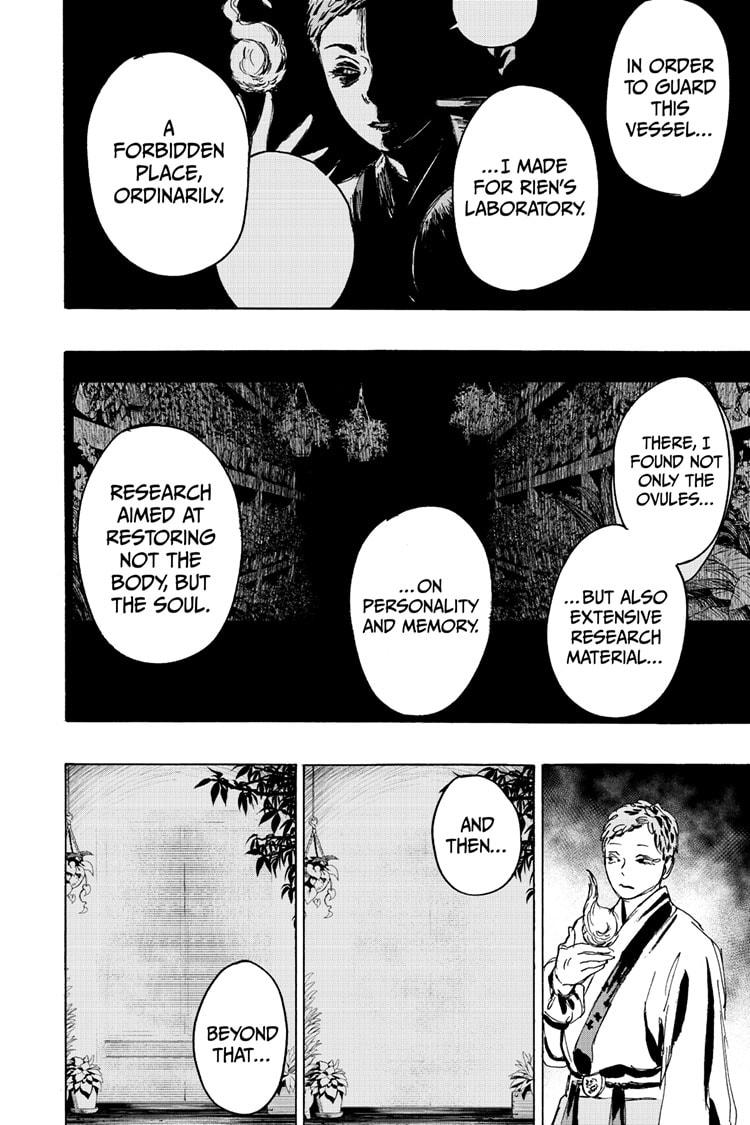 IN ORDER
TO GUARD
THIS
VESSEL...
...I MADE
FOR RIEN'S
LABORATORY.
A
FORBIDDEN
PLACE,
ORDINARILY.
THERE, I
FOUND NOT
ONLY THE
OVULES...
...BUT ALSO
EXTENSIVE
RESEARCH
MATERIAL...
...ON
PERSONALITY
AND MEMORY.
RESEARCH
AIMED AT
RESTORING
NOT THE
BODY, BUT
THE SOUL.
AND
THEN...
BEYOND
THAT...